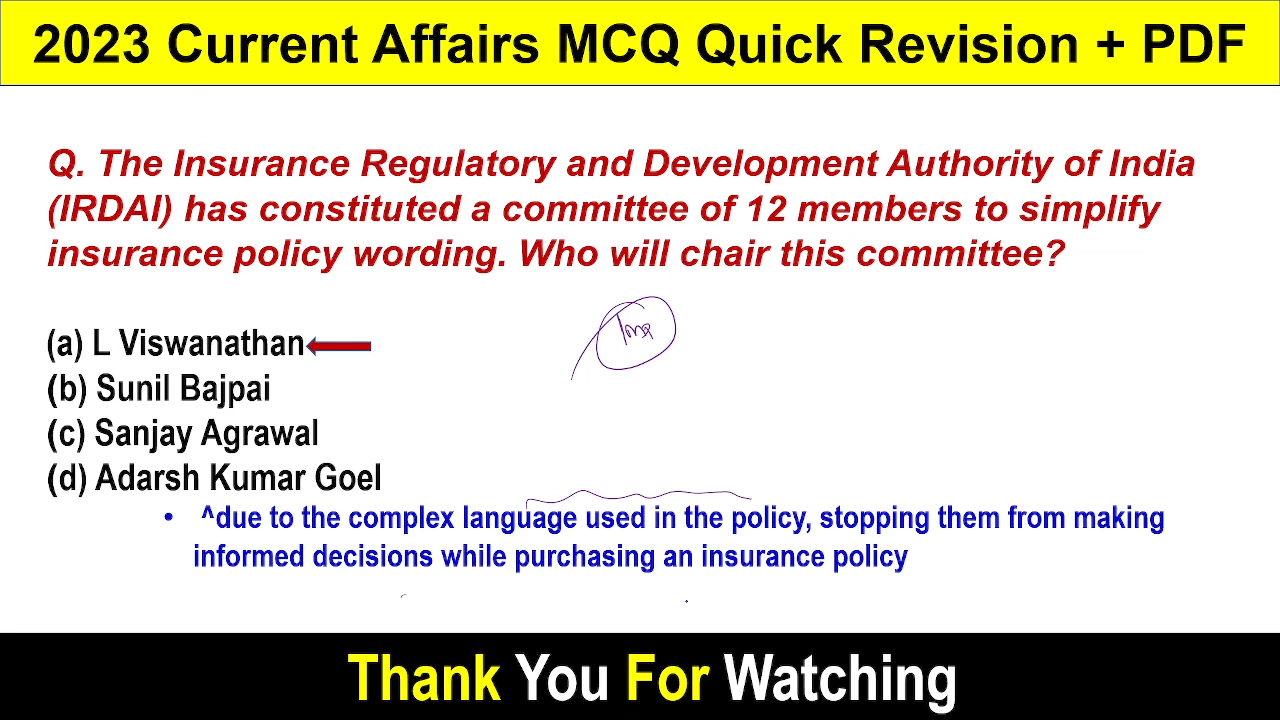 2023 Current Affairs MCQ Quick Revision + PDF
Q. The Insurance Regulatory and Development Authority of India
(IRDAI) has constituted a committee of 12 members to simplify
insurance policy wording. Who will chair this committee?
Imp
(a) L Viswanathan
(b) Sunil Bajpai
(c) Sanjay Agrawal
(d) Adarsh Kumar Goel
• ^due to the complex language used in the policy, stopping them from making
informed decisions while purchasing an insurance policy
Thank You For Watching